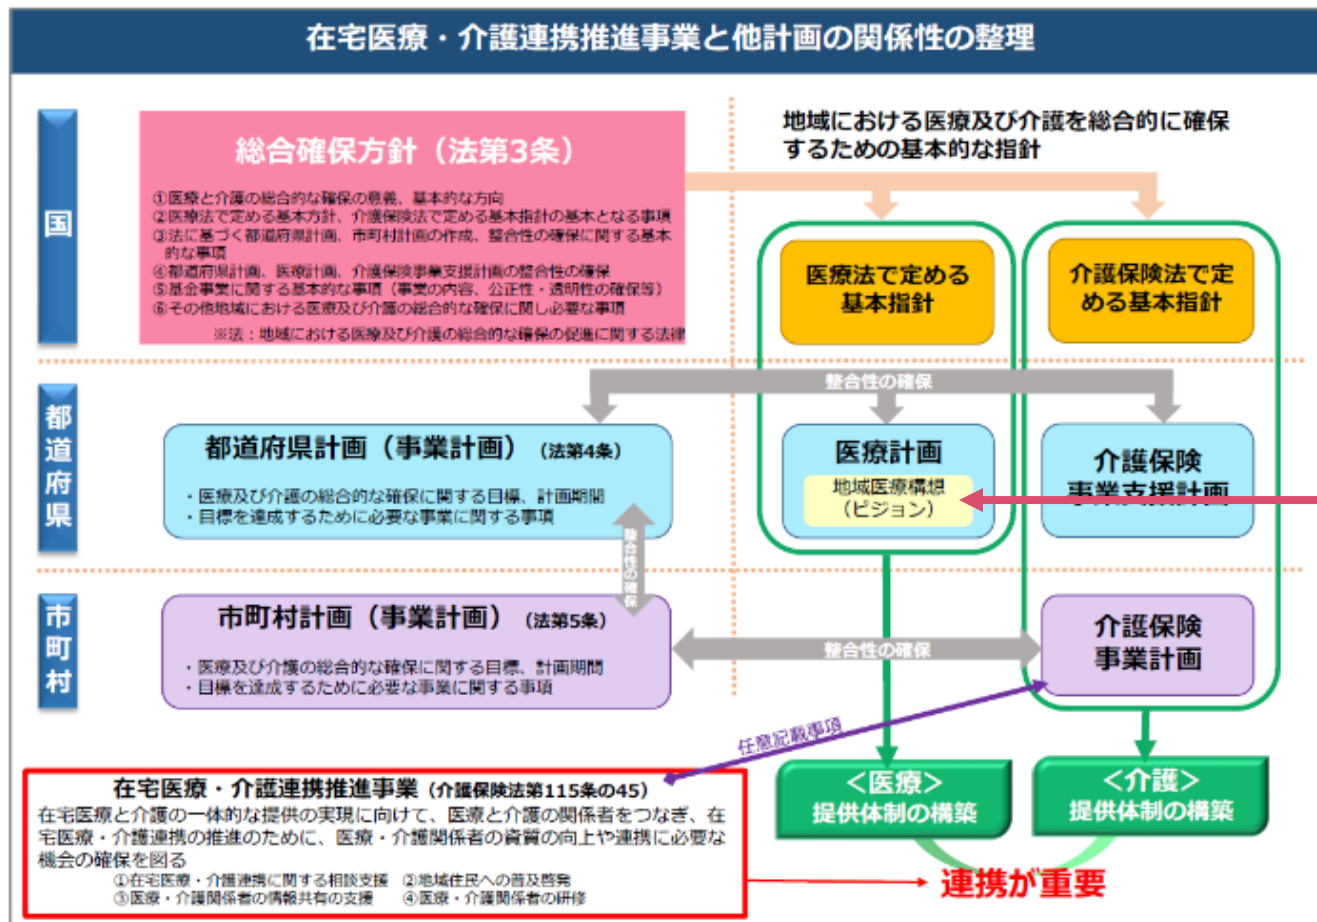 在宅医療・介護連携推進事業と他計画の関係性の整理
国
総合確保方針（法第3条）
①医療と介護の総合的な確保の意義、基本的な方向
②医療法で定める基本方針、介護保険法で定める基本指針の基本となる事項
③法に基づく都道府県計画、市町村計画の作成、整合性の確保に関する基本
的な事項
④都道府県計画、医療計画、介護保険事業支援計画の整合性の確保
⑤基金事業に関する基本的な事項（事業の内容、公正性・透明性の確保等）
⑥その他地域における医療及び介護の総合的な確保に関し必要な事項
※法：地域における医療及び介護の総合的な確保の促進に関する法律
地域における医療及び介護を総合的に確保
するための基本的な指針
医療法で定める
基本指針
介護保険法で定
める基本指針
都道府県
整合性の確保
都道府県計画（事業計画）（法第4条）
・医療及び介護の総合的な確保に関する目標、計画期間
・目標を達成するために必要な事業に関する事項
医療計画
地域医療構想
（ビジョン）
介護保険
事業支援計画
整合性の確保
市町村
市町村計画（事業計画）（法第5条）
・医療及び介護の総合的な確保に関する目標、計画期間
・目標を達成するために必要な事業に関する事項
整合性の確保
介護保険
事業計画
任意記載事項
在宅医療・介護連携推進事業（介護保険法第115条の45）
在宅医療と介護の一体的な提供の実現に向けて、医療と介護の関係者をつなぎ、在
宅医療・介護連携の推進のために、医療・介護関係者の資質の向上や連携に必要な
機会の確保を図る
①在宅医療・介護連携に関する相談支援 ②地域住民への普及啓発
③医療・介護関係者の情報共有の支援 ④医療・介護関係者の研修
＜医療＞
提供体制の構築
＜介護＞
提供体制の構築
連携が重要